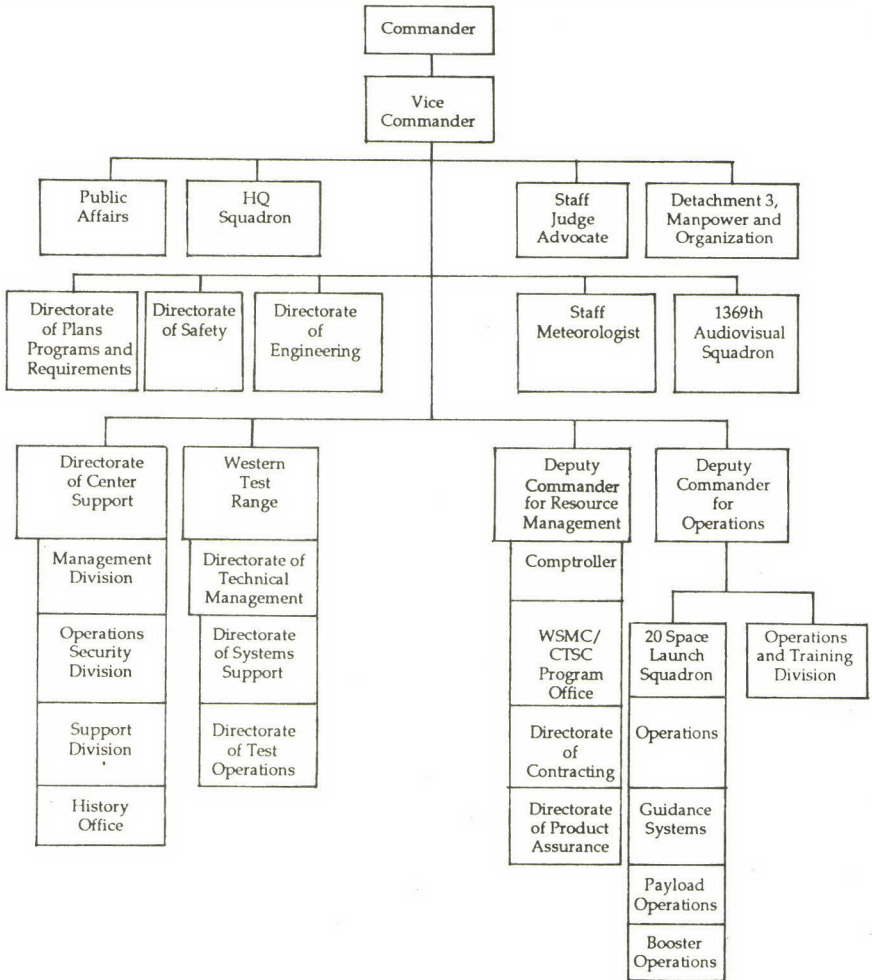 Commander
Vice
Commander
Public
Affairs
HQ
Squadron
Staff
Judge
Advocate
Detachment 3,
Manpower and
Organization
Directorate
of Plans
Programs and
Requirements
Directorate
of Safety
Directorate
of
Engineering
Staff
Meteorologist
1369th
Audiovisual
Squadron
Directorate
of Center
Support
Management
Division
Operations
Security
Division
Support
Division
History
Office
Western
Test
Range
Directorate of
Technical
Management
Directorate
of Systems
Support
Directorate
of Test
Operations
Deputy
Commander
for Resource
Management
Comptroller
WSMC/
CTSC
Program
Office
Directorate
of
Contracting
Directorate
of Product
Assurance
Deputy
Commander
for
Operations
20 Space
Launch
Squadron
Operations
Guidance
Systems
Payload
Operations
Booster
Operations
Operations
and Training
Division